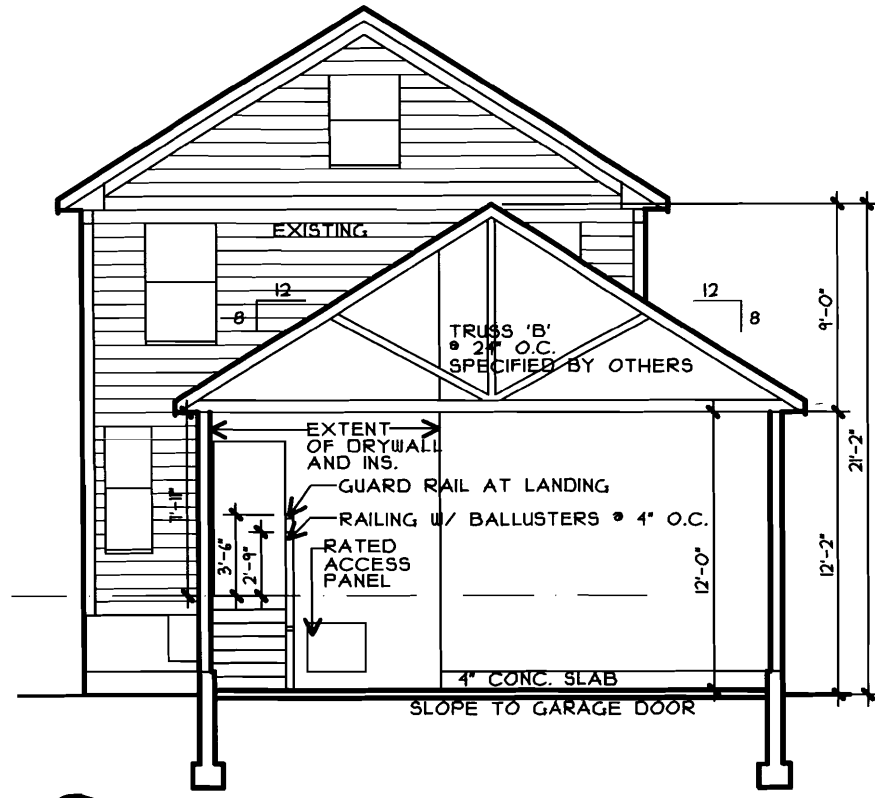 EXISTING
12
8
12
8
9'-0"
TRUSS 'B'
@ 24" O.C.
SPECIFIED BY OTHERS
EXTENT
OF DRYWALL
AND INS.
21'-2"
GUARD RAIL AT LANDING
RAILING W/ BALLUSTERS @ 4" O.C.
7'-11"
3'-6"
2'-9"
RATED
ACCESS
PANEL
12'-0"
12'-2"
4" CONC. SLAB
SLOPE TO GARAGE DOOR